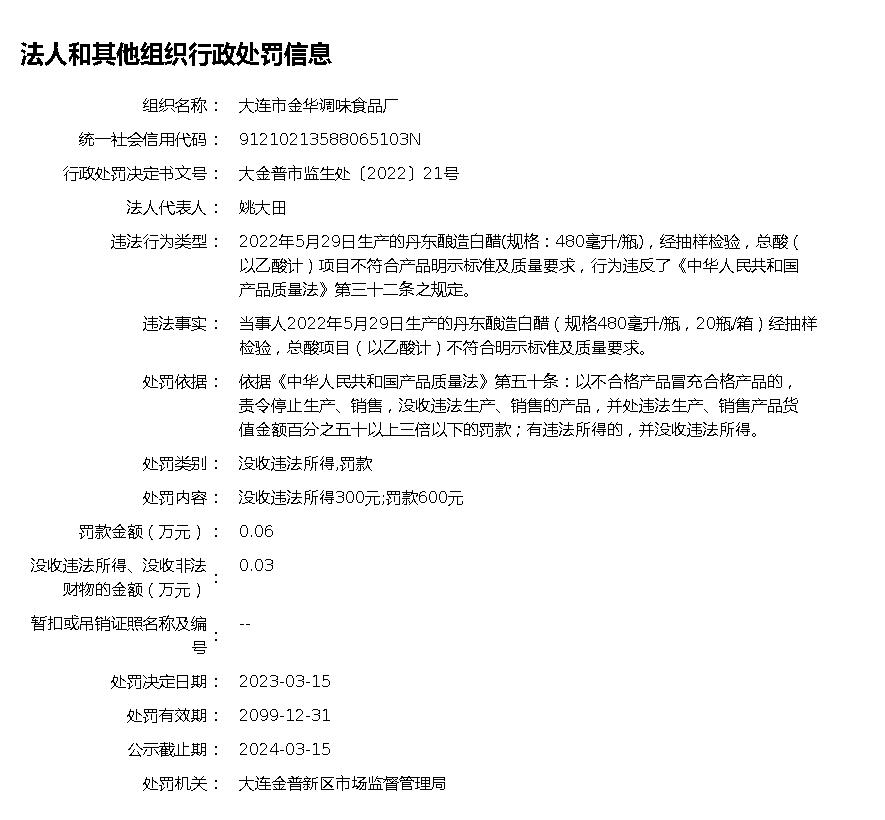 法人和其他组织行政处罚信息
组织名称： 大连市金华调味食品厂
统一社会信用代码： 91210213588065103N
行政处罚决定书文号： 大金普市监生处〔2022〕21号
法人代表人： 姚大田
违法行为类型： 2022年5月29日生产的丹东酿造白醋(规格：480毫升/瓶)，经抽样检验，总酸（
以乙酸计）项目不符合产品明示标准及质量要求，行为违反了《中华人民共和国
产品质量法》第三十二条之规定。
违法事实： 当事人2022年5月29日生产的丹东酿造白醋（规格480毫升/瓶，20瓶/箱）经抽样
检验，总酸项目（以乙酸计）不符合明示标准及质量要求。
处罚依据： 依据《中华人民共和国产品质量法》第五十条：以不合格产品冒充合格产品的，
责令停止生产、销售，没收违法生产、销售的产品，并处违法生产、销售产品货
值金额百分之五十以上三倍以下的罚款；有违法所得的，并没收违法所得。
处罚类别： 没收违法所得,罚款
处罚内容： 没收违法所得300元;罚款600元
罚款金额（万元）： 0.06
没收违法所得、没收非法
财物的金额（万元）： 0.03
暂扣或吊销证照名称及编
号： --
处罚决定日期： 2023-03-15
处罚有效期： 2099-12-31
公示截止期： 2024-03-15
处罚机关： 大连金普新区市场监督管理局